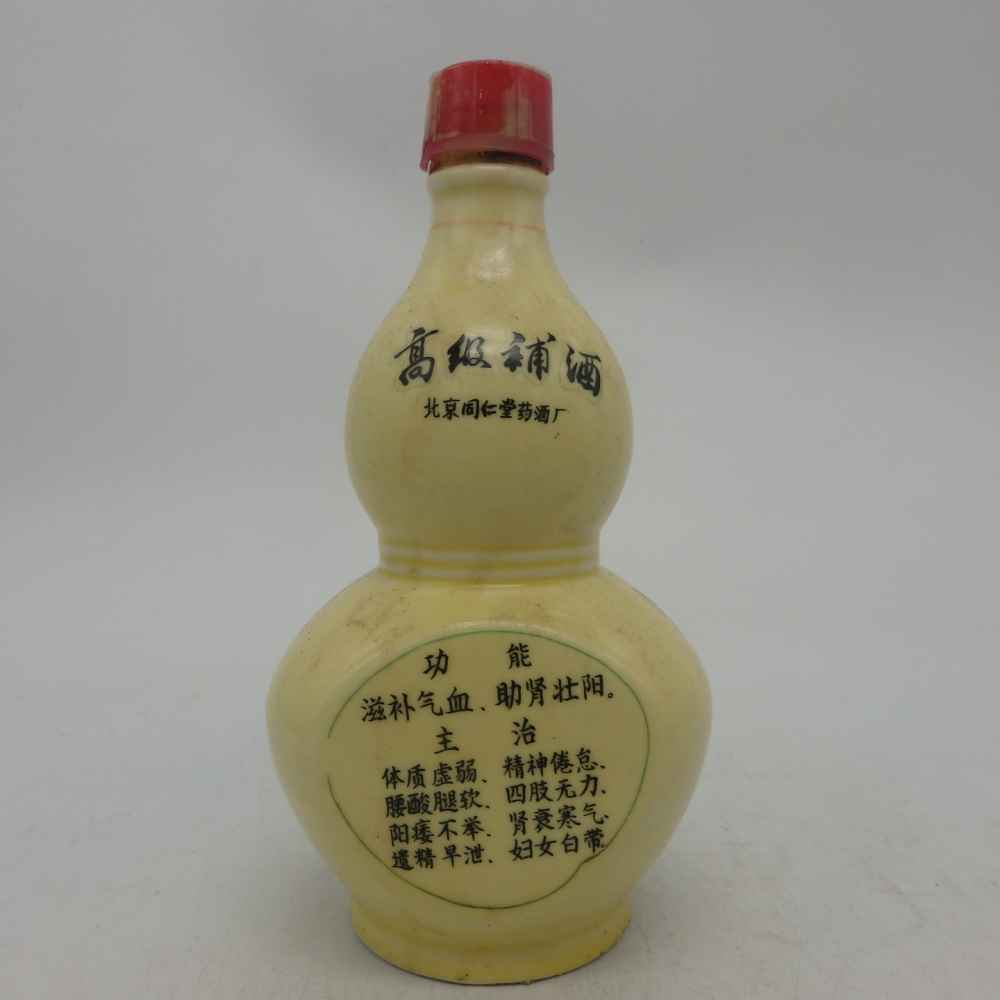 高级補酒
北京同仁堂药酒厂
功 能
滋补气血、助肾壮阳。
主 治
体质虚弱、精神倦怠、
腰酸腿软、四肢无力、
阳痿不举、肾衰寒气、
遗精早泄、妇女白带